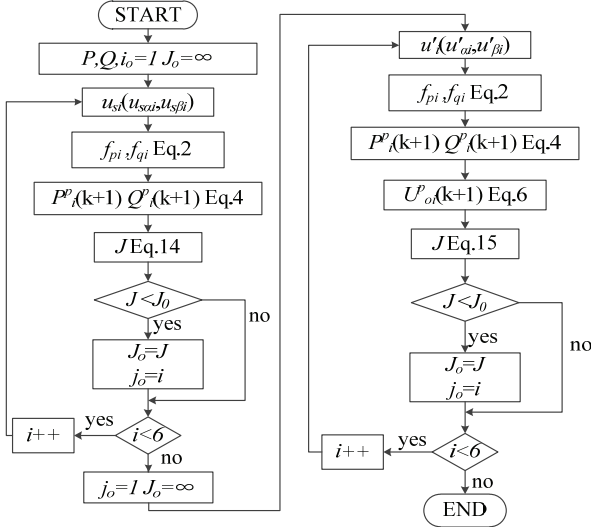 START
P,Q,iₒ=1 Jₒ=∞
uₛᵢ(uₛαᵢ,uₛβᵢ)
fₚᵢ,f_qi Eq.2
Pᵖᵢ(k+1) Qᵖᵢ(k+1) Eq.4
J Eq.14
J<J₀
yes
no
Jₒ=J
jₒ=i
i<6
yes
i++
no
jₒ=1 Jₒ=∞
u'ᵢ(u'αᵢ,u'βᵢ)
fₚᵢ,f_qi Eq.2
Pᵖᵢ(k+1) Qᵖᵢ(k+1) Eq.4
Uᵖₒᵢ(k+1) Eq.6
J Eq.15
J<J₀
yes
no
Jₒ=J
jₒ=i
i<6
yes
i++
no
END